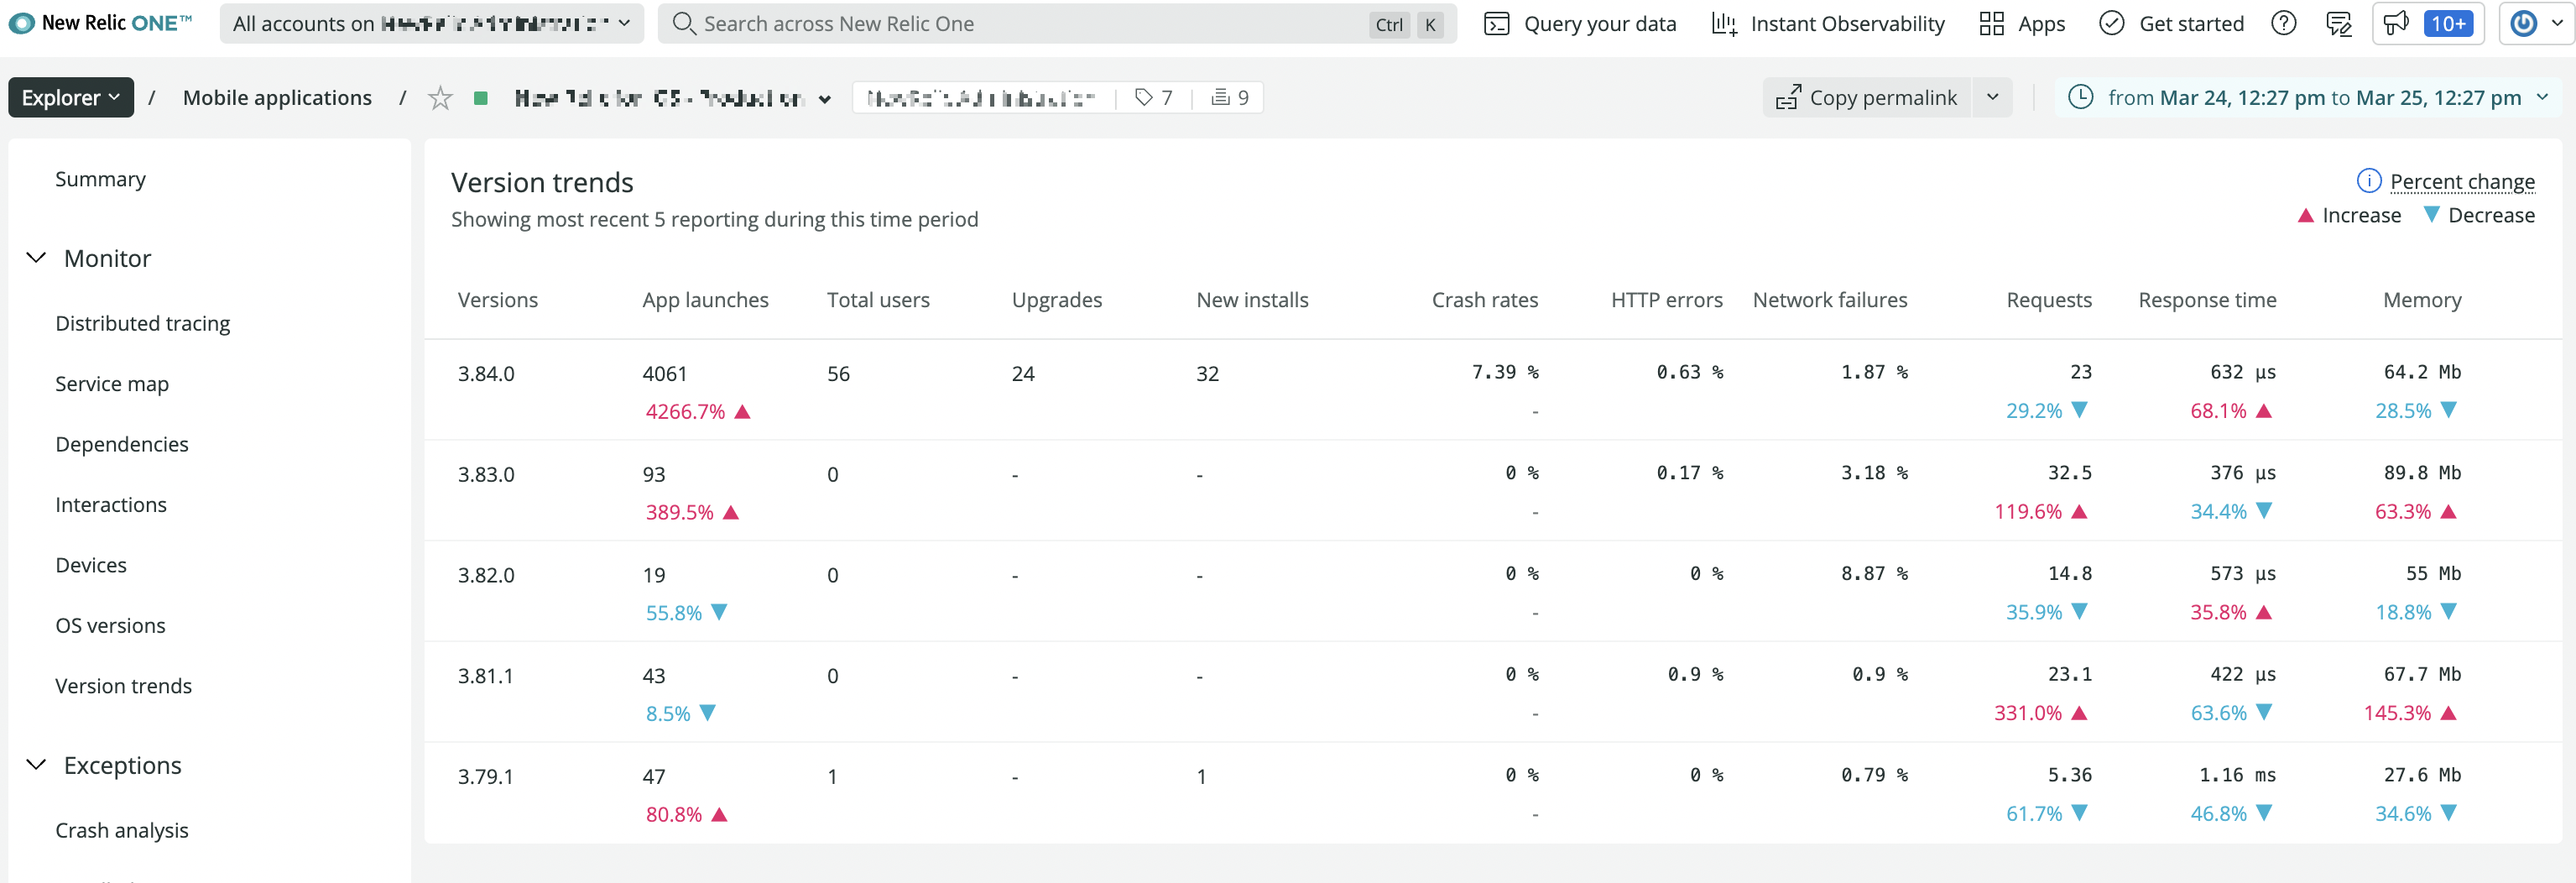 New Relic ONE™ All accounts on Search across New Relic One Ctrl K Query your data Instant Observability Apps Get started 10+
Explorer / Mobile applications / 7 9 Copy permalink from Mar 24, 12:27 pm to Mar 25, 12:27 pm
Summary
Monitor
Distributed tracing
Service map
Dependencies
Interactions
Devices
OS versions
Version trends
Exceptions
Crash analysis
Version trends
Showing most recent 5 reporting during this time period
Percent change
▲ Increase ▼ Decrease
Versions App launches Total users Upgrades New installs Crash rates HTTP errors Network failures Requests Response time Memory
3.84.0 4061 56 24 32 7.39 % 0.63 % 1.87 % 23 632 µs 64.2 Mb
4266.7% ▲ - 29.2% ▼ 68.1% ▲ 28.5% ▼
3.83.0 93 0 - - 0 % 0.17 % 3.18 % 32.5 376 µs 89.8 Mb
389.5% ▲ - 119.6% ▲ 34.4% ▼ 63.3% ▲
3.82.0 19 0 - - 0 % 0 % 8.87 % 14.8 573 µs 55 Mb
55.8% ▼ - 35.9% ▼ 35.8% ▲ 18.8% ▼
3.81.1 43 0 - - 0 % 0.9 % 0.9 % 23.1 422 µs 67.7 Mb
8.5% ▼ - 331.0% ▲ 63.6% ▼ 145.3% ▲
3.79.1 47 1 - 1 0 % 0 % 0.79 % 5.36 1.16 ms 27.6 Mb
80.8% ▲ - 61.7% ▼ 46.8% ▼ 34.6% ▼